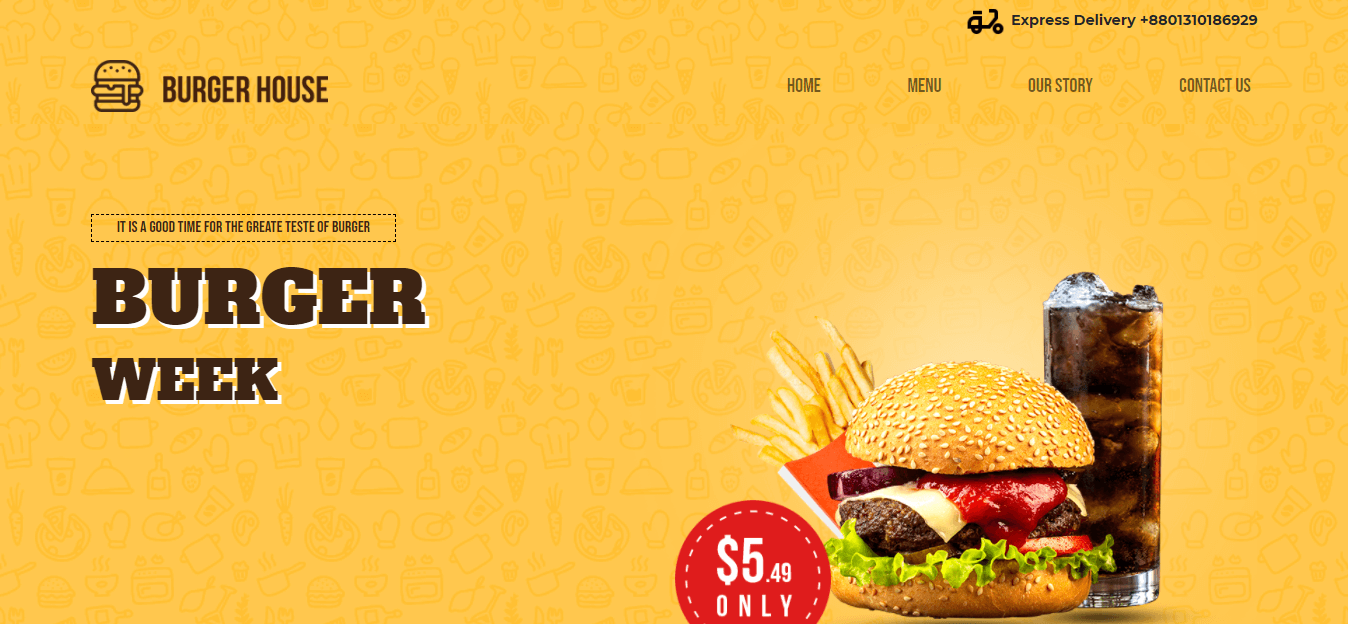 Express Delivery +8801310186929
BURGER HOUSE
HOME
MENU
OUR STORY
CONTACT US
IT IS A GOOD TIME FOR THE GREATE TESTE OF BURGER
BURGER
WEEK
$5.49
ONLY